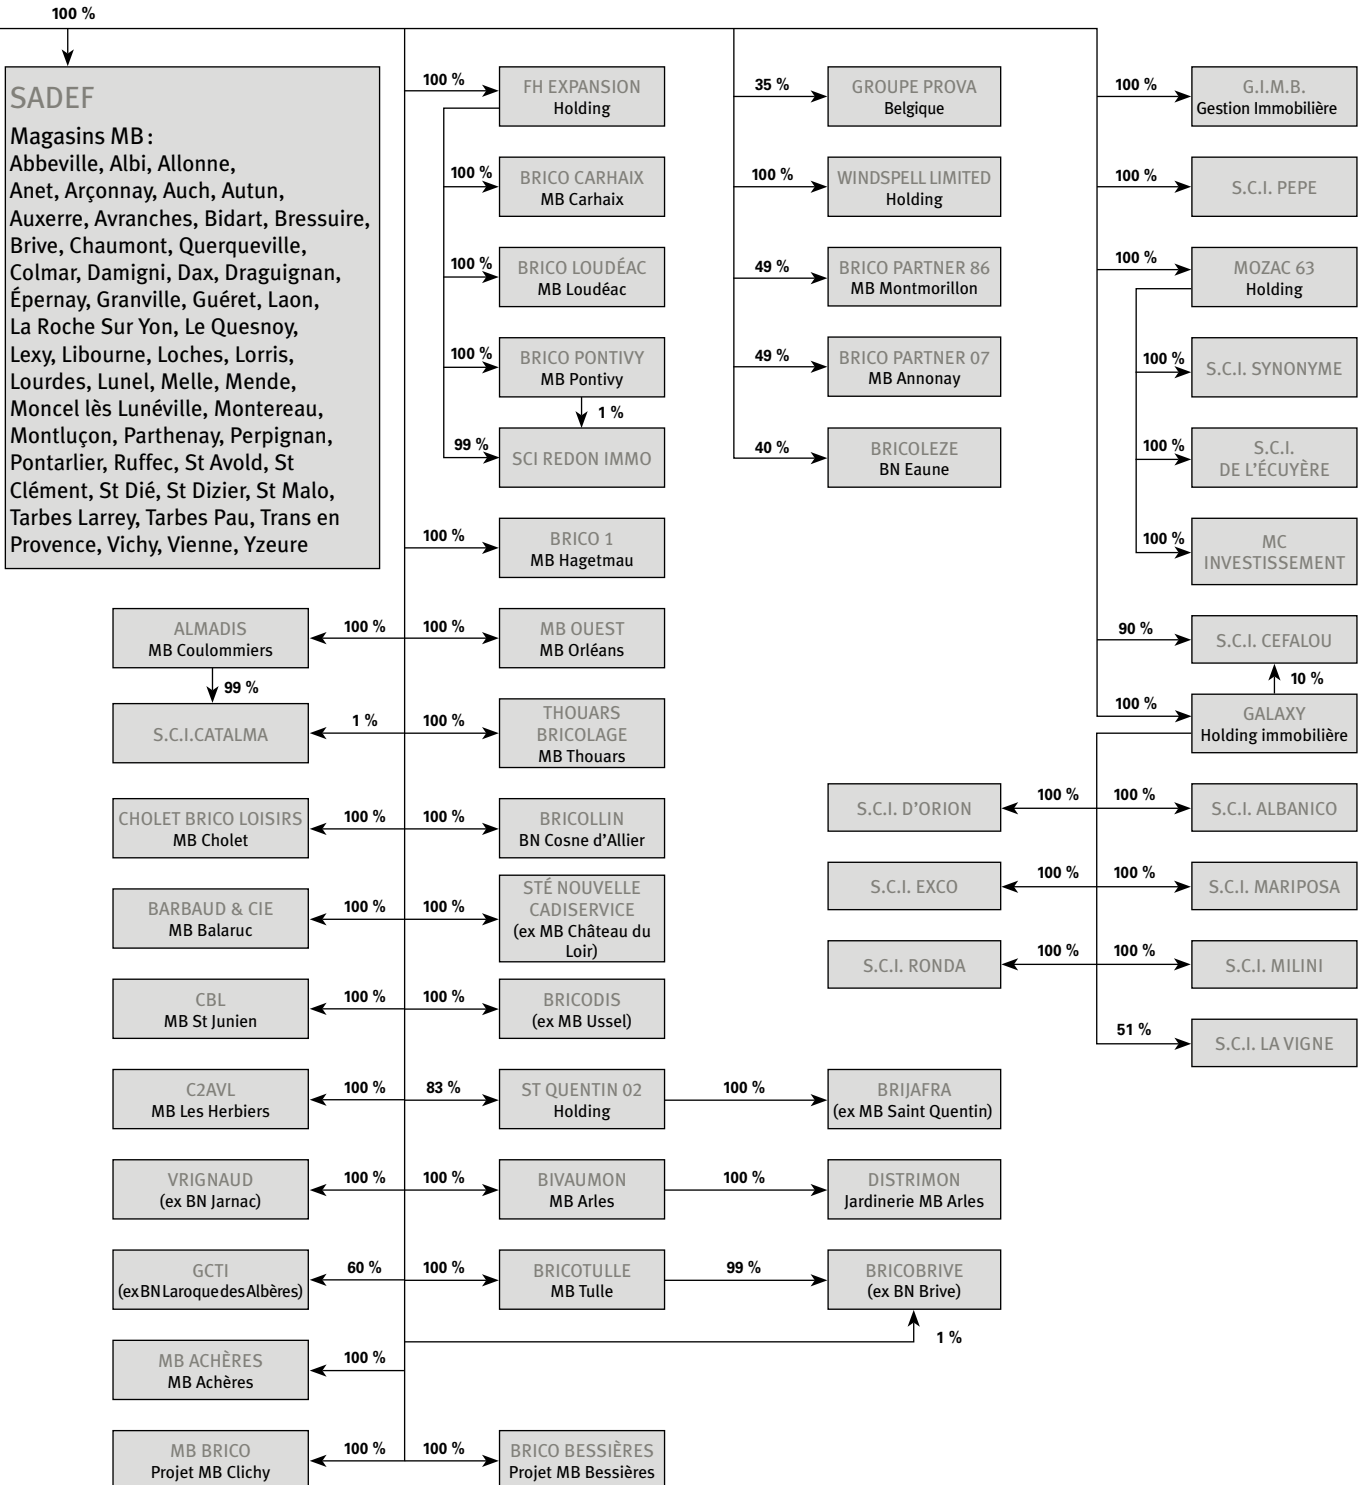 100 %
SADEF
Magasins MB :
Abbeville, Albi, Allonne,
Anet, Arçonnay, Auch, Autun,
Auxerre, Avranches, Bidart, Bressuire,
Brive, Chaumont, Querqueville,
Colmar, Damigni, Dax, Draguignan,
Épernay, Granville, Guéret, Laon,
La Roche Sur Yon, Le Quesnoy,
Lexy, Libourne, Loches, Lorris,
Lourdes, Lunel, Melle, Mende,
Moncel lès Lunéville, Montereau,
Montluçon, Parthenay, Perpignan,
Pontarlier, Ruffec, St Avold, St
Clément, St Dié, St Dizier, St Malo,
Tarbes Larrey, Tarbes Pau, Trans en
Provence, Vichy, Vienne, Yzeure
100 %
FH EXPANSION
Holding
100 %
BRICO CARHAIX
MB Carhaix
100 %
BRICO LOUDÉAC
MB Loudéac
100 %
BRICO PONTIVY
MB Pontivy
1 %
99 %
SCI REDON IMMO
100 %
BRICO 1
MB Hagetmau
35 %
GROUPE PROVA
Belgique
100 %
WINDSPELL LIMITED
Holding
49 %
BRICO PARTNER 86
MB Montmorillon
49 %
BRICO PARTNER 07
MB Annonay
40 %
BRICOLEZE
BN Eaune
100 %
G.I.M.B.
Gestion Immobilière
100 %
S.C.I. PEPE
100 %
MOZAC 63
Holding
100 %
S.C.I. SYNONYME
100 %
S.C.I.
DE L'ÉCUYÈRE
100 %
MC
INVESTISSEMENT
90 %
S.C.I. CEFALOU
10 %
100 %
GALAXY
Holding immobilière
ALMADIS
MB Coulommiers
100 %
100 %
MB OUEST
MB Orléans
99 %
S.C.I.CATALMA
1 %
100 %
THOUARS
BRICOLAGE
MB Thouars
CHOLET BRICO LOISIRS
MB Cholet
100 %
100 %
BRICOLLIN
BN Cosne d'Allier
BARBAUD & CIE
MB Balaruc
100 %
100 %
STÉ NOUVELLE
CADISERVICE
(ex MB Château du
Loir)
CBL
MB St Junien
100 %
100 %
BRICODIS
(ex MB Ussel)
C2AVL
MB Les Herbiers
100 %
83 %
ST QUENTIN 02
Holding
100 %
BRIJAFRA
(ex MB Saint Quentin)
VRIGNAUD
(ex BN Jarnac)
100 %
100 %
BIVAUMON
MB Arles
100 %
DISTRIMON
Jardinerie MB Arles
GCTI
(ex BN Laroque des Albères)
60 %
100 %
BRICOTULLE
MB Tulle
99 %
BRICOBRIVE
(ex BN Brive)
1 %
MB ACHÈRES
MB Achères
100 %
MB BRICO
Projet MB Clichy
100 %
100 %
BRICO BESSIÈRES
Projet MB Bessières
S.C.I. D'ORION
100 %
100 %
S.C.I. ALBANICO
S.C.I. EXCO
100 %
100 %
S.C.I. MARIPOSA
S.C.I. RONDA
100 %
100 %
S.C.I. MILINI
51 %
S.C.I. LA VIGNE